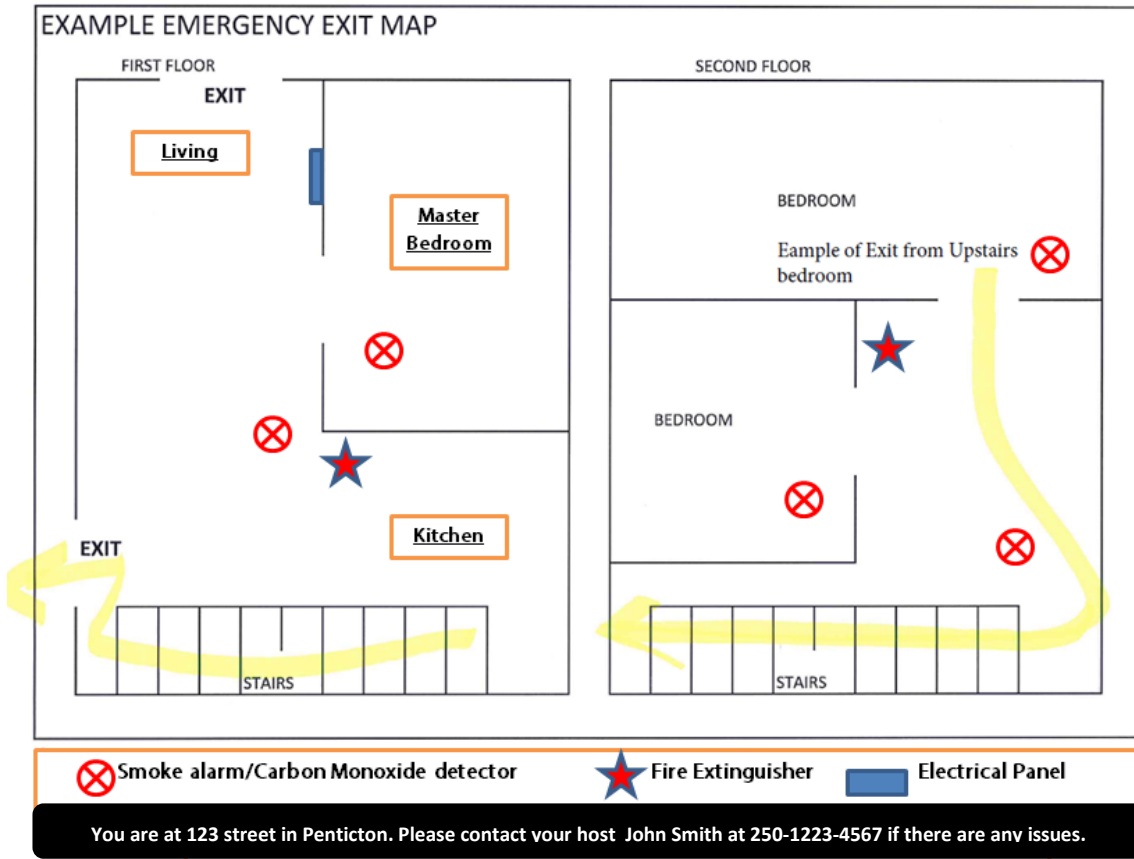 EXAMPLE EMERGENCY EXIT MAP
FIRST FLOOR
EXIT
Living
Master
Bedroom
Kitchen
EXIT
STAIRS
SECOND FLOOR
BEDROOM
Eample of Exit from Upstairs
bedroom
BEDROOM
STAIRS
Smoke alarm/Carbon Monoxide detector
Fire Extinguisher
Electrical Panel
You are at 123 street in Penticton. Please contact your host John Smith at 250-1223-4567 if there are any issues.